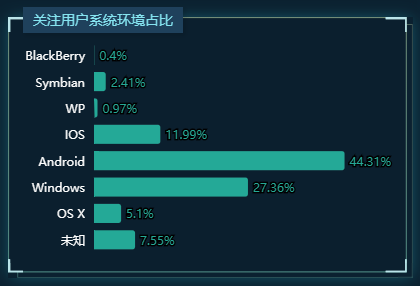 关注用户系统环境占比
BlackBerry 0.4%
Symbian 2.41%
WP 0.97%
IOS 11.99%
Android 44.31%
Windows 27.36%
OS X 5.1%
未知 7.55%